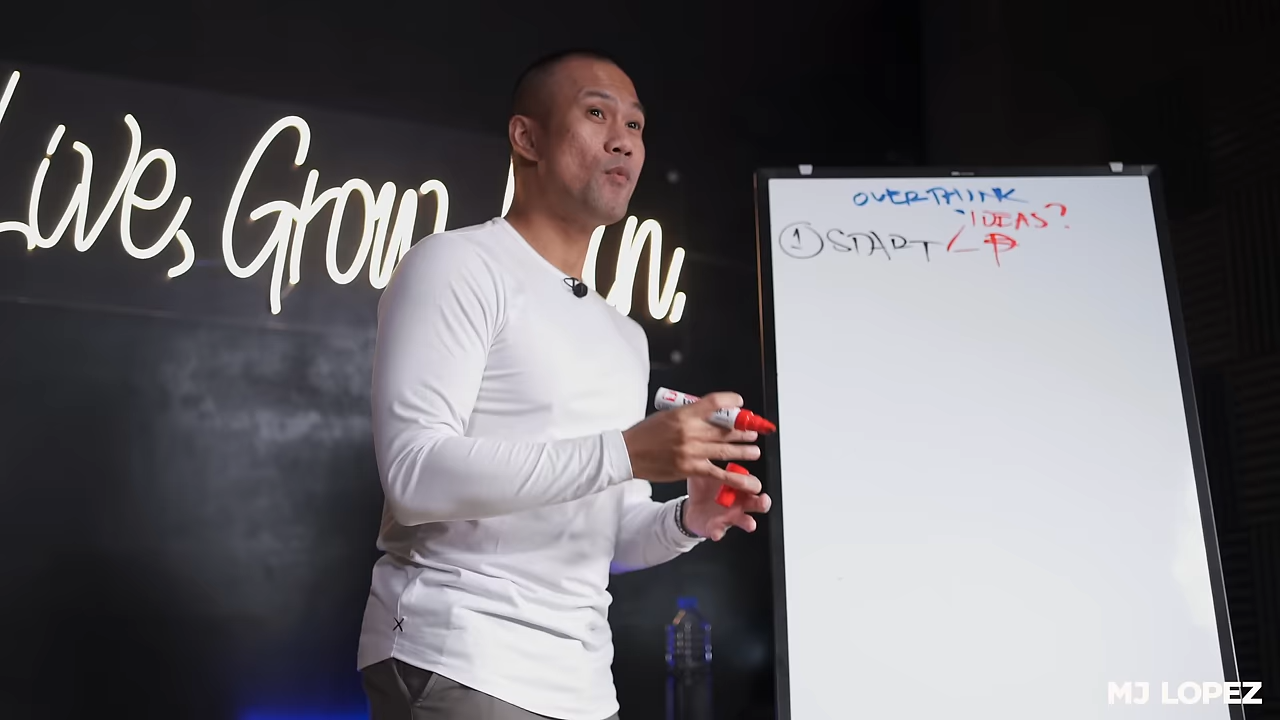 Live, Grow,
OVERTHINK
• IDEAS?
① START
MJ LOPEZ